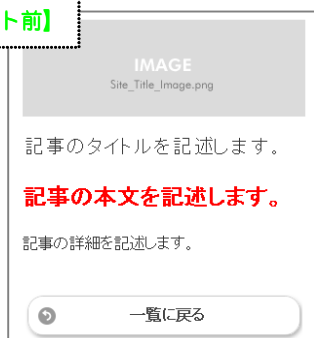 ト前】
IMAGE
Site_Title_Image.png
記事のタイトルを記述します。
記事の本文を記述します。
記事の詳細を記述します。
一覧に戻る